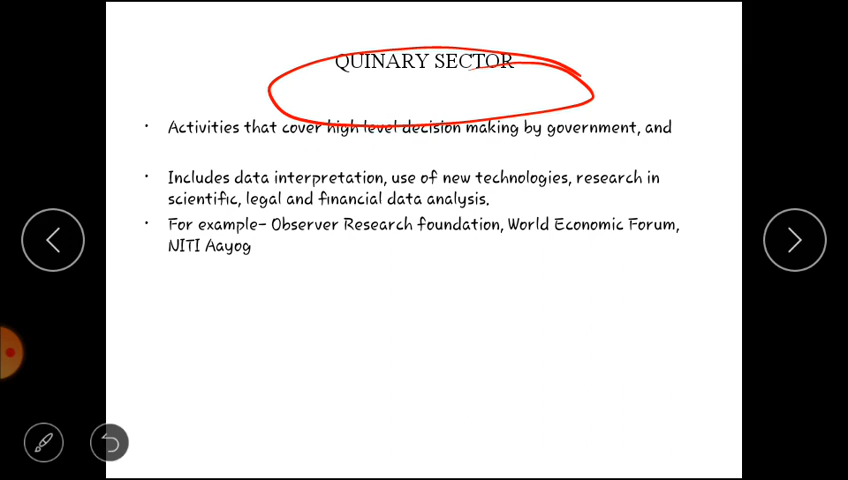 QUINARY SECTOR
· Activities that cover high level decision making by government, and
· Includes data interpretation, use of new technologies, research in
scientific, legal and financial data analysis.
· For example- Observer Research foundation, World Economic Forum,
NITI Aayog